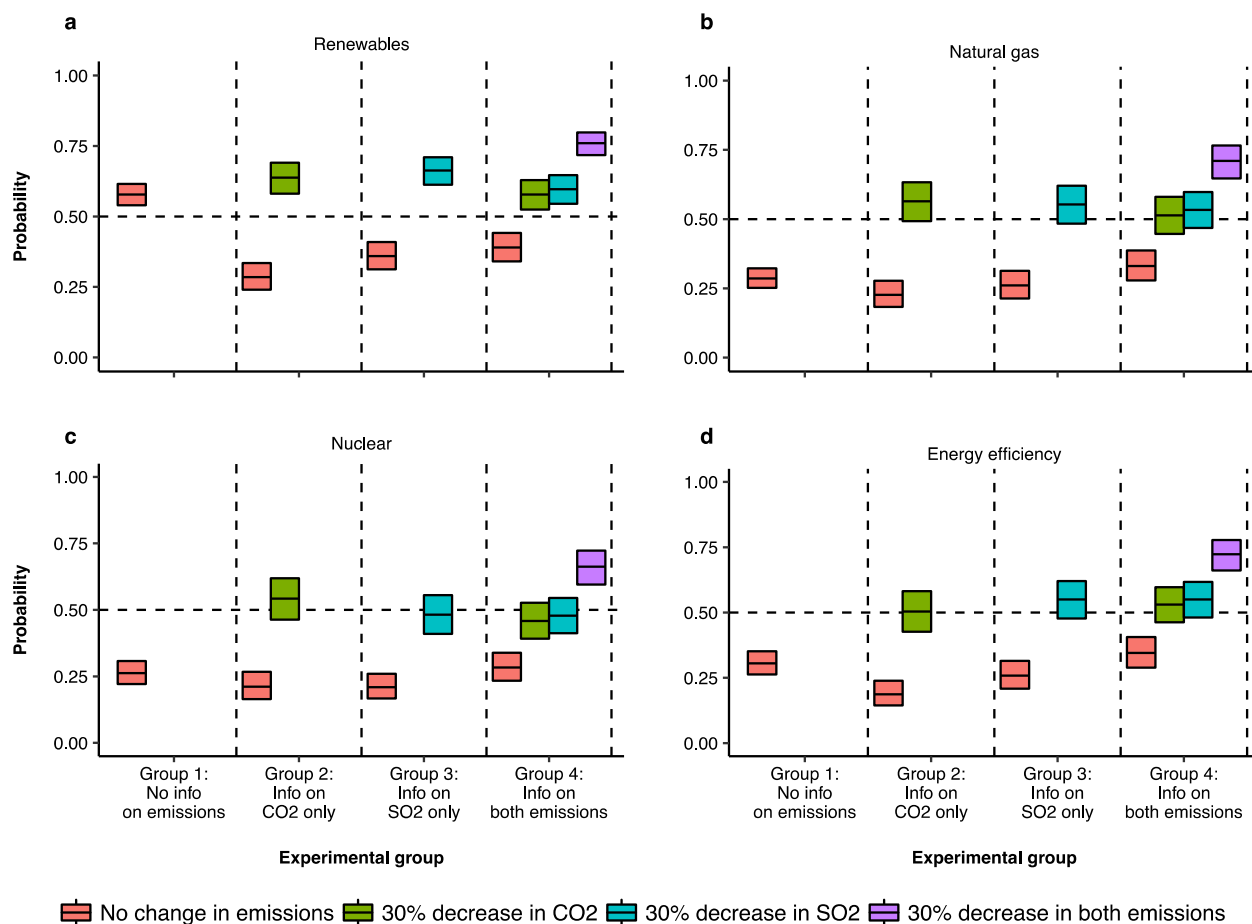 a
Renewables
1.00
0.75
0.50
0.25
0.00
Probability
b
Natural gas
1.00
0.75
0.50
0.25
0.00
c
Nuclear
1.00
0.75
0.50
0.25
0.00
Probability
Group 1:
No info
on emissions
Group 2:
Info on
CO2 only
Group 3:
Info on
SO2 only
Group 4:
Info on
both emissions
Experimental group
d
Energy efficiency
1.00
0.75
0.50
0.25
0.00
Group 1:
No info
on emissions
Group 2:
Info on
CO2 only
Group 3:
Info on
SO2 only
Group 4:
Info on
both emissions
Experimental group
No change in emissions 30% decrease in CO2 30% decrease in SO2 30% decrease in both emissions